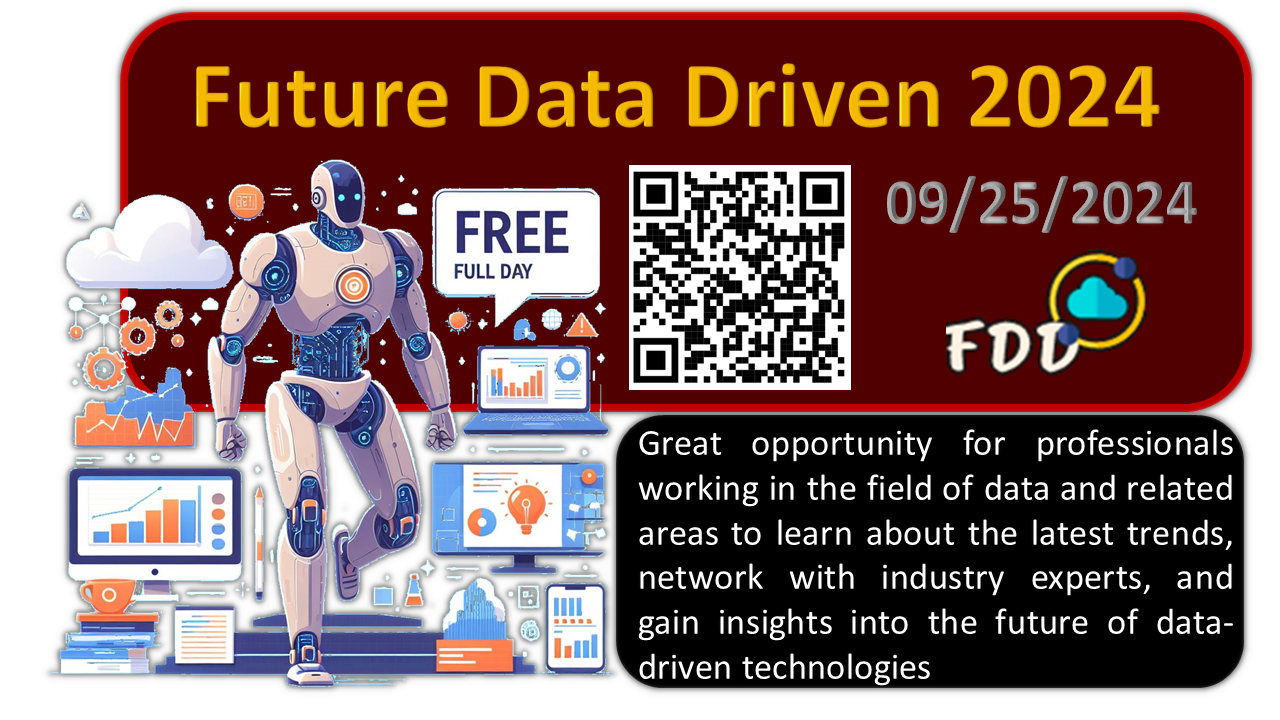 Future Data Driven 2024
FREE
FULL DAY
09/25/2024
FDD
Great opportunity for professionals
working in the field of data and related
areas to learn about the latest trends,
network with industry experts, and
gain insights into the future of data-
driven technologies